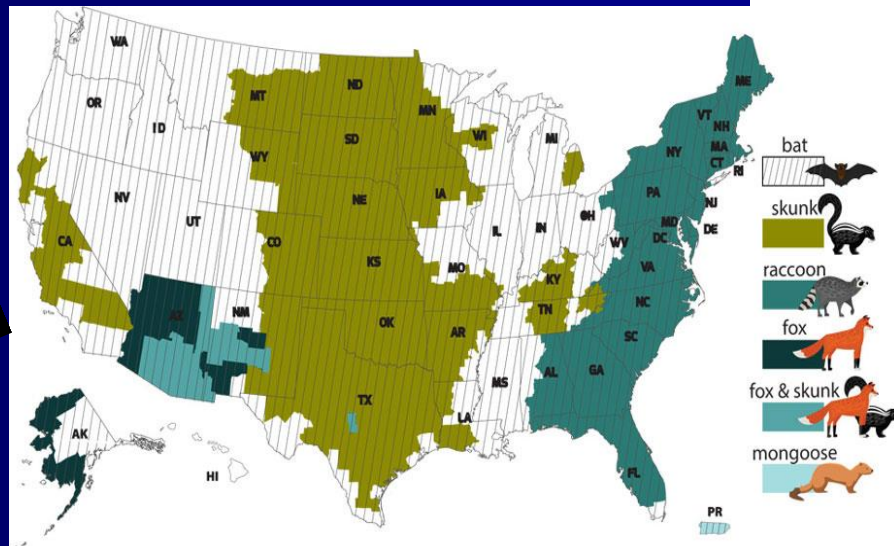 WA
OR
ID
MT
ND
MN
WI
MI
ME
VT
NH
MA
CT
RI
NY
PA
NJ
MD
DE
DC
SD
WY
NE
IA
IL
IN
OH
WV
VA
NV
UT
CO
CA
KS
MO
KY
TN
NC
AZ
NM
OK
AR
SC
TX
LA
MS
AL
GA
FL
AK
HI
PR
bat
skunk
raccoon
fox
fox & skunk
mongoose